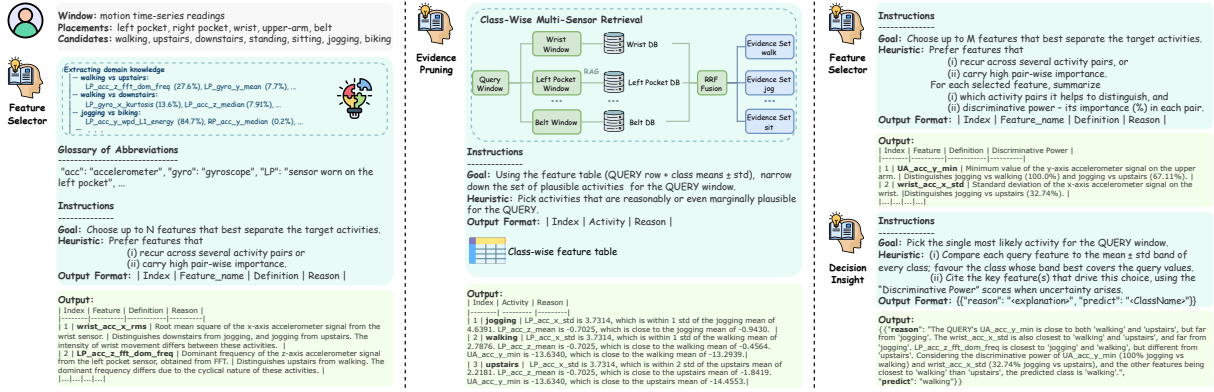 Window: motion time-series readings
Placements: left pocket, right pocket, wrist, upper-arm, belt
Candidates: walking, upstairs, downstairs, standing, sitting, jogging, biking
Feature
Selector
Extracting domain knowledge
— walking vs upstairs:
LP_acc_z_fft_dom_freq (27.6%), LP_gyro_y_mean (7.7%), ...
— walking vs downstairs:
LP_gyro_x_kurtosis (13.6%), LP_acc_z_median (7.91%), ...
— jogging vs biking:
LP_acc_y_wpd_L1_energy (84.7%), RP_acc_y_median (0.2%), ...
Glossary of Abbreviations
------------------------------
"acc": "accelerometer", "gyro": "gyroscope", "LP": "sensor worn on the
left pocket", ...
Instructions
--------------
Goal: Choose up to N features that best separate the target activities.
Heuristic: Prefer features that
(i) recur across several activity pairs or
(ii) carry high pair-wise importance.
Output Format: | Index | Feature_name | Definition | Reason |
Output:
| Index | Feature | Definition | Reason |
|--------|----------|-----------|----------|
| 1 | wrist_acc_x_rms | Root mean square of the x-axis accelerometer signal from the
wrist sensor. | Distinguishes downstairs from jogging, and jogging from upstairs. The
intensity of wrist movement differs between these activities. |
| 2 | LP_acc_z_fft_dom_freq | Dominant frequency of the z-axis accelerometer signal
from the left pocket sensor, obtained from FFT. | Distinguishes upstairs from walking. The
dominant frequency differs due to the cyclical nature of these activities. |
|...|...|...|
Evidence
Pruning
Class-Wise Multi-Sensor Retrieval
Query
Window
Wrist
Window
Left Pocket
Window
Belt Window
RAG
Wrist DB
Left Pocket DB
Belt DB
RRF
Fusion
Evidence Set
walk
Evidence Set
jog
Evidence Set
sit
Instructions
--------------
Goal: Using the feature table (QUERY row + class means ± std), narrow
down the set of plausible activities for the QUERY window.
Heuristic: Pick activities that are reasonably or even marginally plausible
for the QUERY.
Output Format: | Index | Activity | Reason |
Class-wise feature table
Output:
| Index | Activity | Reason |
|--------|----------|----------|
| 1 | jogging | LP_acc_x_std is 3.7314, which is within 1 std of the jogging mean of
4.6391. LP_acc_z_mean is -0.7025, which is close to the jogging mean of -0.9430. |
| 2 | walking | LP_acc_x_std is 3.7314, which is within 1 std of the walking mean of
2.7876. LP_acc_z_mean is -0.7025, which is close to the walking mean of -0.4564.
UA_acc_y_min is -13.6340, which is close to the walking mean of -13.2939.|
| 3 | upstairs | LP_acc_x_std is 3.7314, which is within 2 std of the upstairs mean of
2.2181. LP_acc_z_mean is -0.7025, which is close to the upstairs mean of -1.8419.
UA_acc_y_min is -13.6340, which is close to the upstairs mean of -14.4553.|
Feature
Selector
Instructions
--------------
Goal: Choose up to M features that best separate the target activities.
Heuristic: Prefer features that
(i) recur across several activity pairs, or
(ii) carry high pair-wise importance.
For each selected feature, summarize
(i) which activity pairs it helps to distinguish, and
(ii) discriminative power - its importance (%) in each pair.
Output Format: | Index | Feature_name | Definition | Reason |
Output:
| Index | Feature | Definition | Discriminative Power |
|--------|----------|-----------|----------|
| 1 | UA_acc_y_min | Minimum value of the y-axis accelerometer signal on the upper
arm. | Distinguishes jogging vs walking (100.0%) and jogging vs upstairs (67.11%). |
| 2 | wrist_acc_x_std | Standard deviation of the x-axis accelerometer signal on the
wrist. |Distinguishes jogging vs upstairs (32.74%). |
|...|...|...|
Decision
Insight
Instructions
--------------
Goal: Pick the single most likely activity for the QUERY window.
Heuristic: (i) Compare each query feature to the mean ± std band of
every class; favour the class whose band best covers the query values.
(ii) Cite the key feature(s) that drive this choice, using the
"Discriminative Power" scores when uncertainty arises.
Output Format: {{"reason": "<explanation>", "predict": "<ClassName>"}}
Output:
{{"reason": "The QUERY's UA_acc_y_min is close to both 'walking' and 'upstairs', but far
from 'jogging'. The wrist_acc_x_std is also closest to 'walking' and 'upstairs', and far from
'jogging'. LP_acc_z_fft_dom_freq is closest to 'jogging' and 'walking', but different from
'upstairs'. Considering the discriminative power of UA_acc_y_min (100% jogging vs
walking) and wrist_acc_x_std (32.74% jogging vs upstairs), and the other features being
closest to 'walking' than 'upstairs', the predicted class is 'walking'.",
"predict": "walking"}}